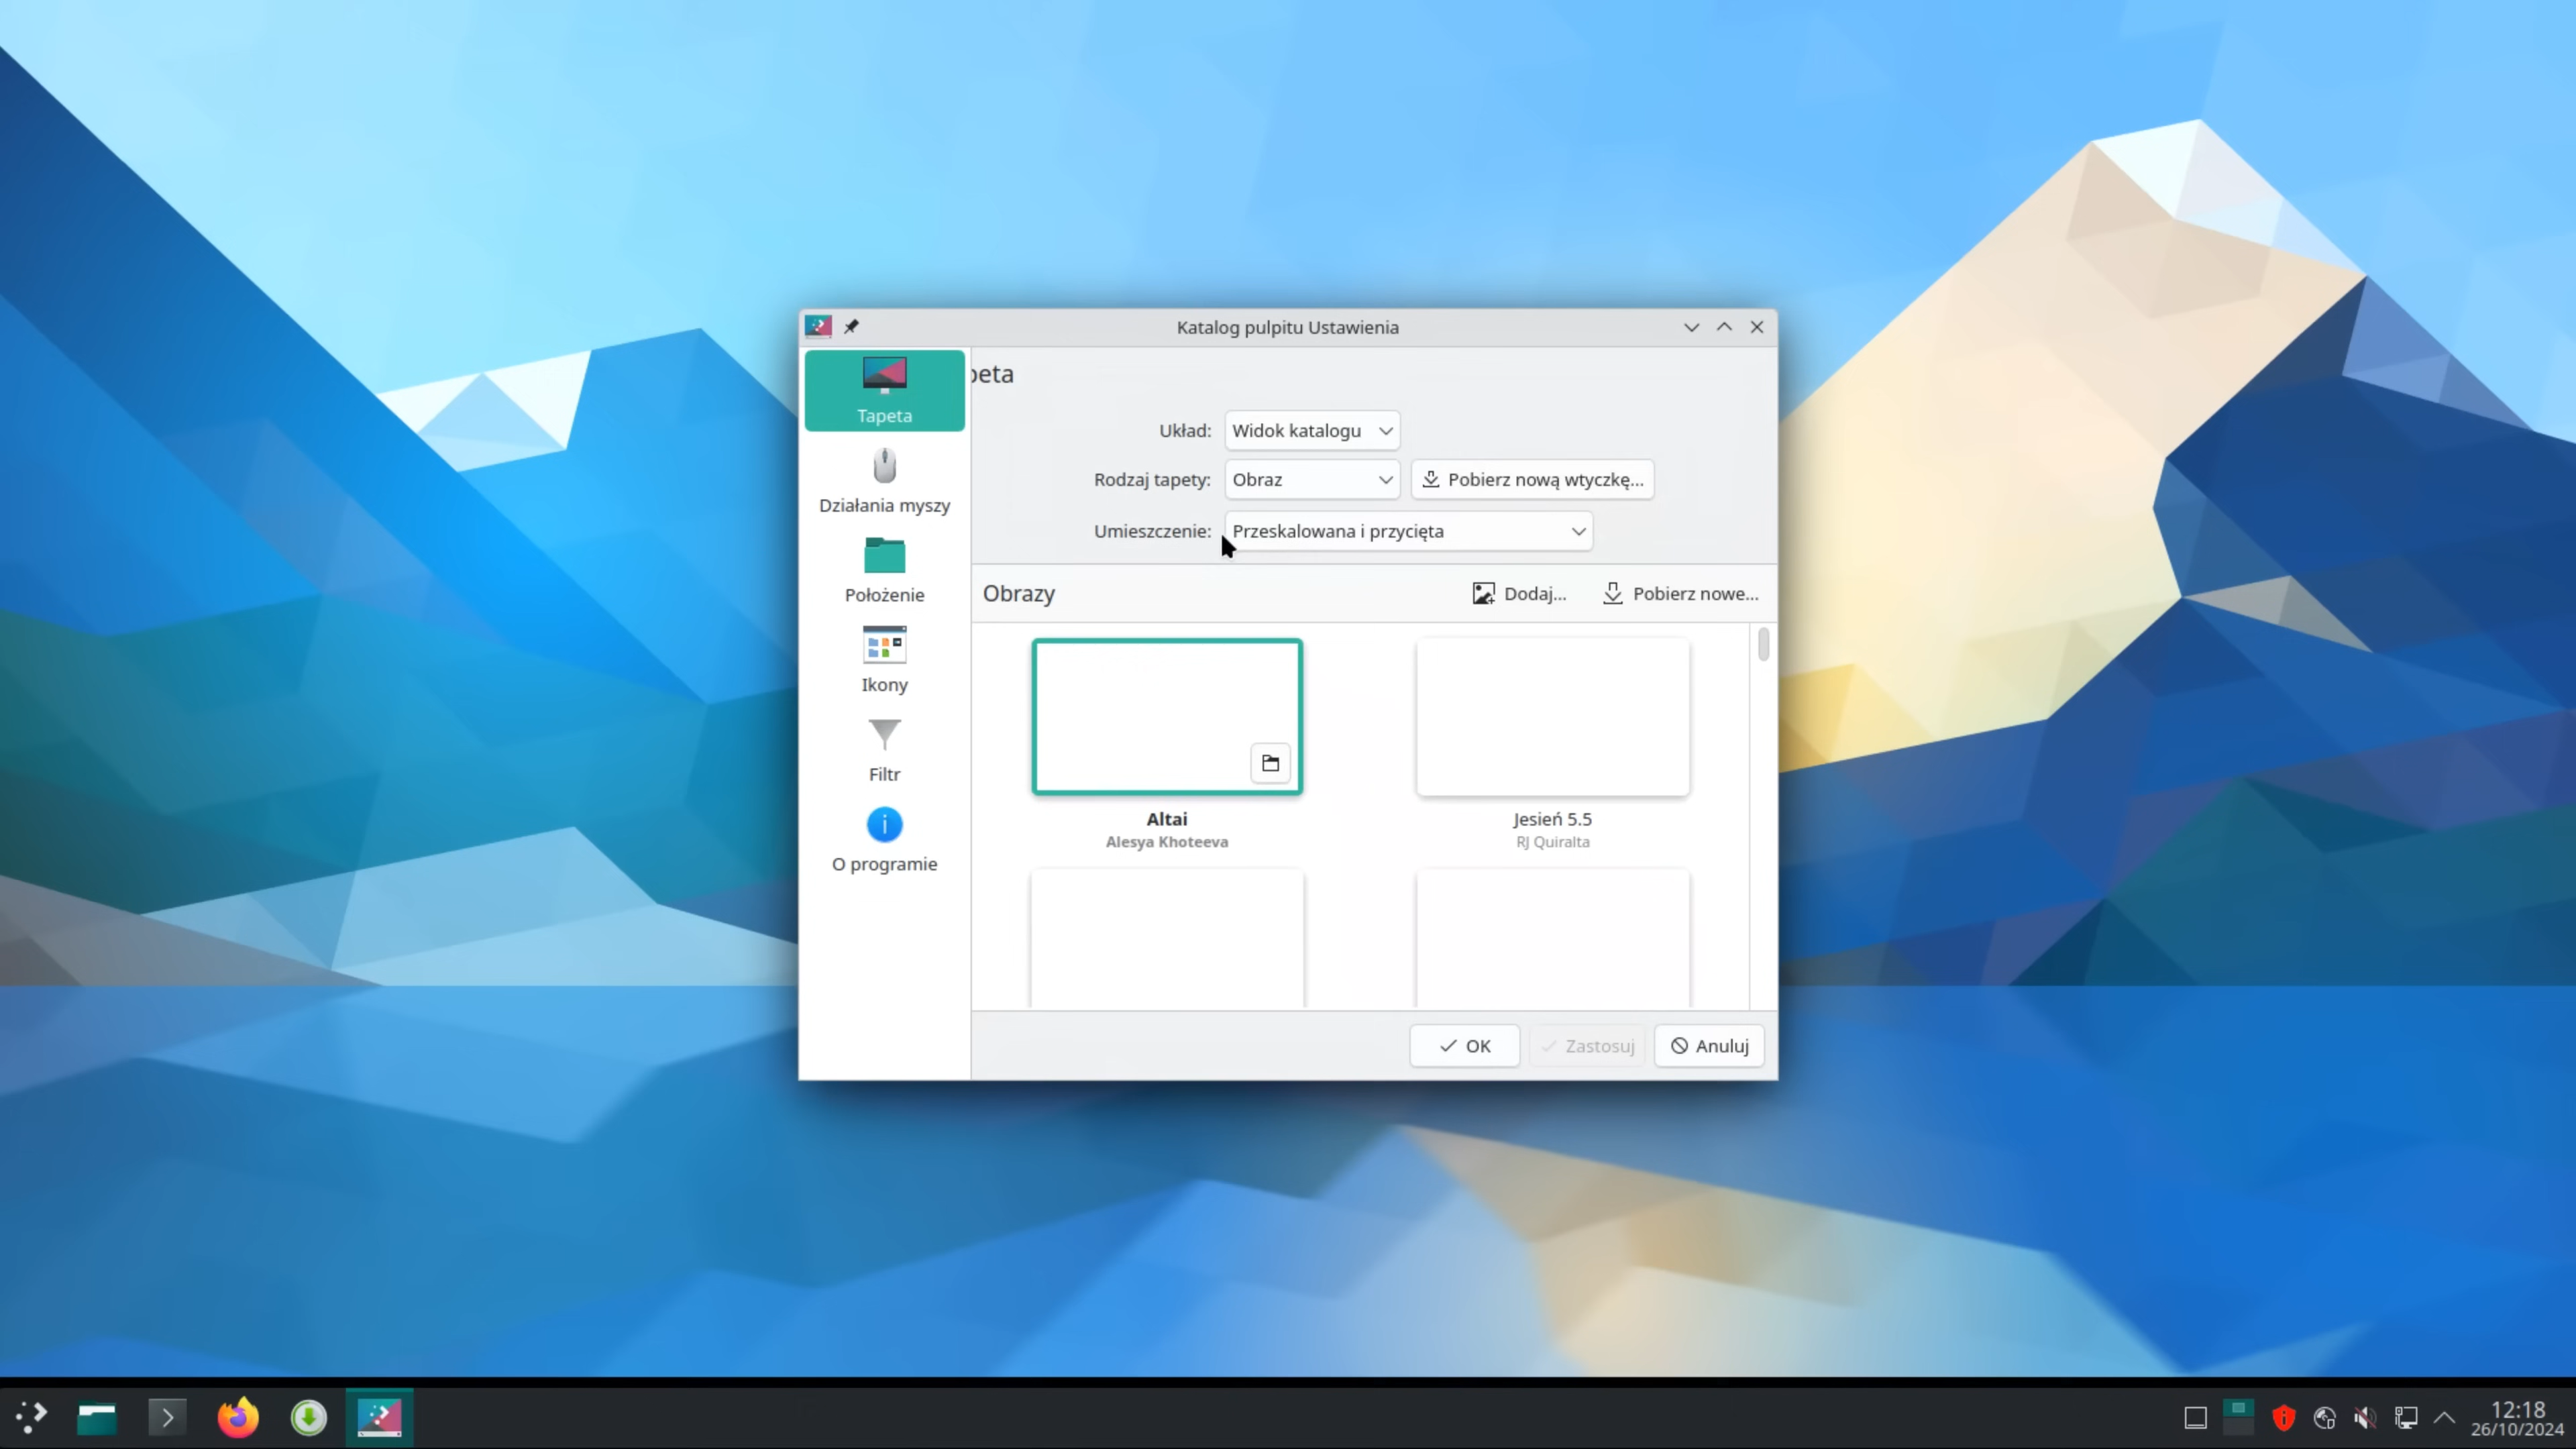 Katalog pulpitu Ustawienia
Tapeta
peta
Układ:
Widok katalogu
Działania myszy
Rodzaj tapety:
Obraz
Pobierz nową wtyczkę...
Umieszczenie:
Przeskalowana i przycięta
Położenie
Obrazy
Dodaj...
Pobierz nowe...
Ikony
Filtr
Altai
Alesya Khoteeva
Jesień 5.5
RJ Quiralta
O programie
OK
Zastosuj
Anuluj
12:18
26/10/2024